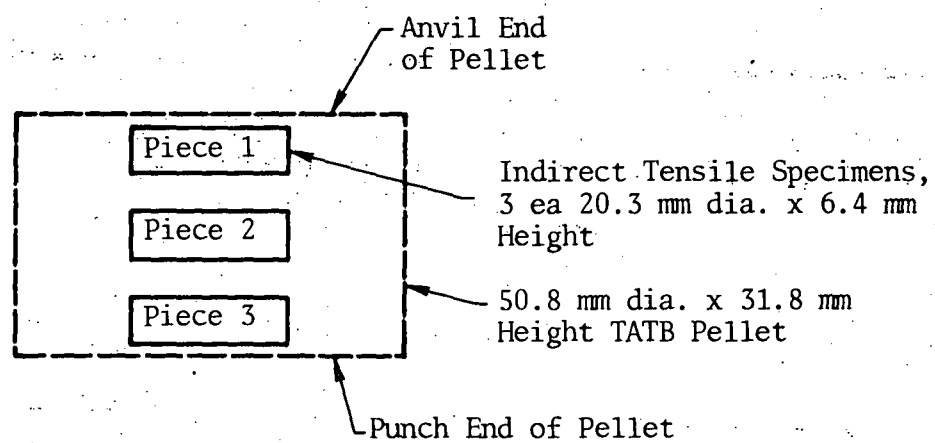 Anvil End
of Pellet
Piece 1
Indirect Tensile Specimens,
3 ea 20.3 mm dia. x 6.4 mm
Height
Piece 2
50.8 mm dia. x 31.8 mm
Height TATB Pellet
Piece 3
Punch End of Pellet